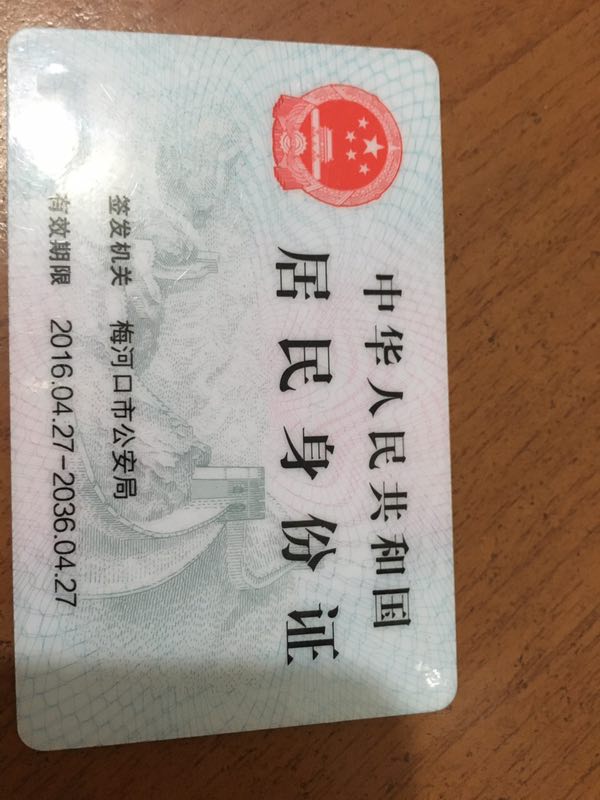 中华人民共和国
居民身份证
签发机关 梅河口市公安局
有效期限 2016.04.27-2036.04.27